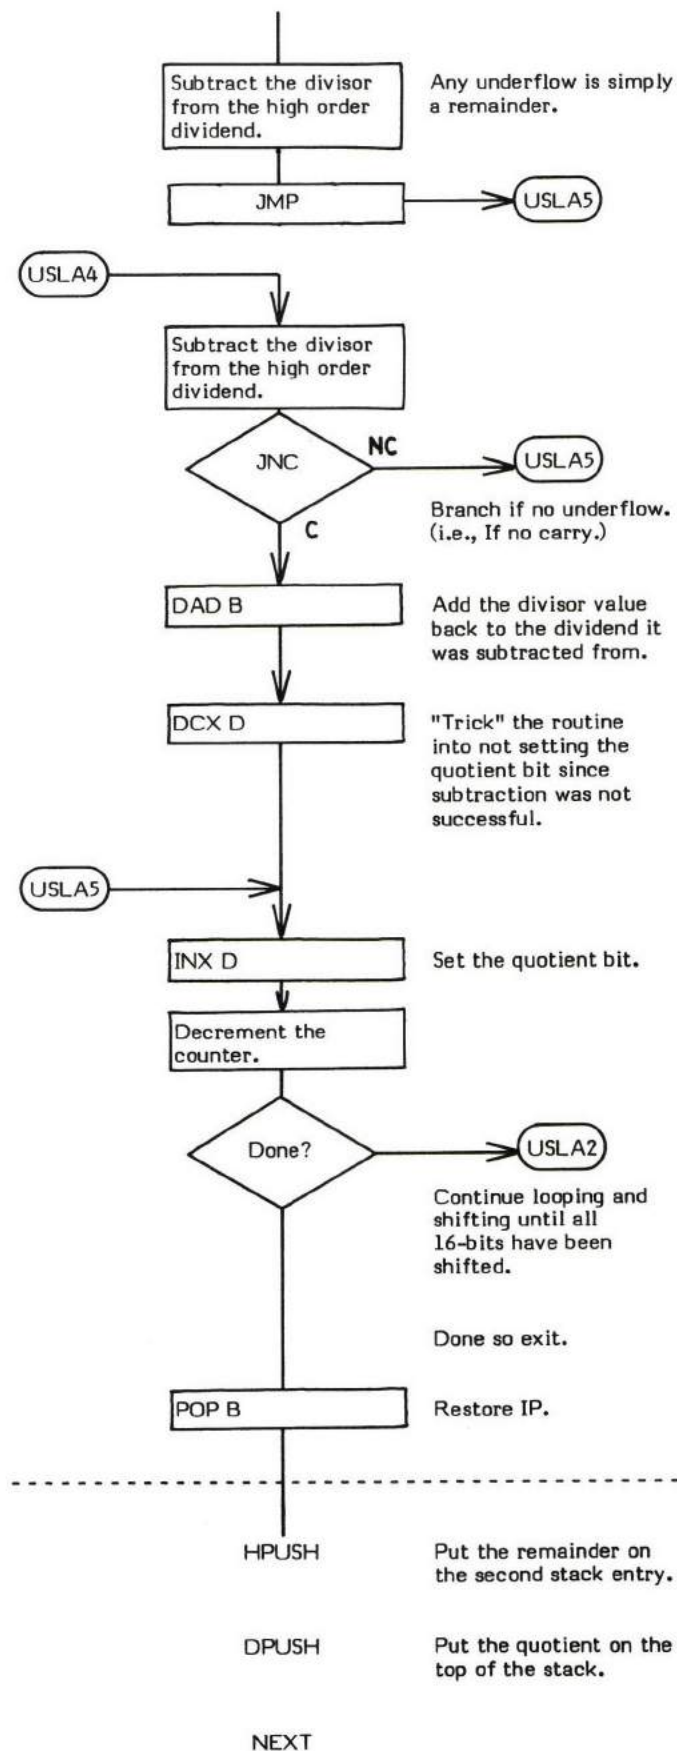 Subtract the divisor
from the high order
dividend.
Any underflow is simply
a remainder.
JMP
USLA5
USLA4
Subtract the divisor
from the high order
dividend.
JNC
NC
USLA5
C
Branch if no underflow.
(i.e., If no carry.)
DAD B
Add the divisor value
back to the dividend it
was subtracted from.
DCX D
"Trick" the routine
into not setting the
quotient bit since
subtraction was not
successful.
USLA5
INX D
Set the quotient bit.
Decrement the
counter.
Done?
USLA2
Continue looping and
shifting until all
16-bits have been
shifted.
Done so exit.
POP B
Restore IP.
HPUSH
Put the remainder on
the second stack entry.
DPUSH
Put the quotient on the
top of the stack.
NEXT